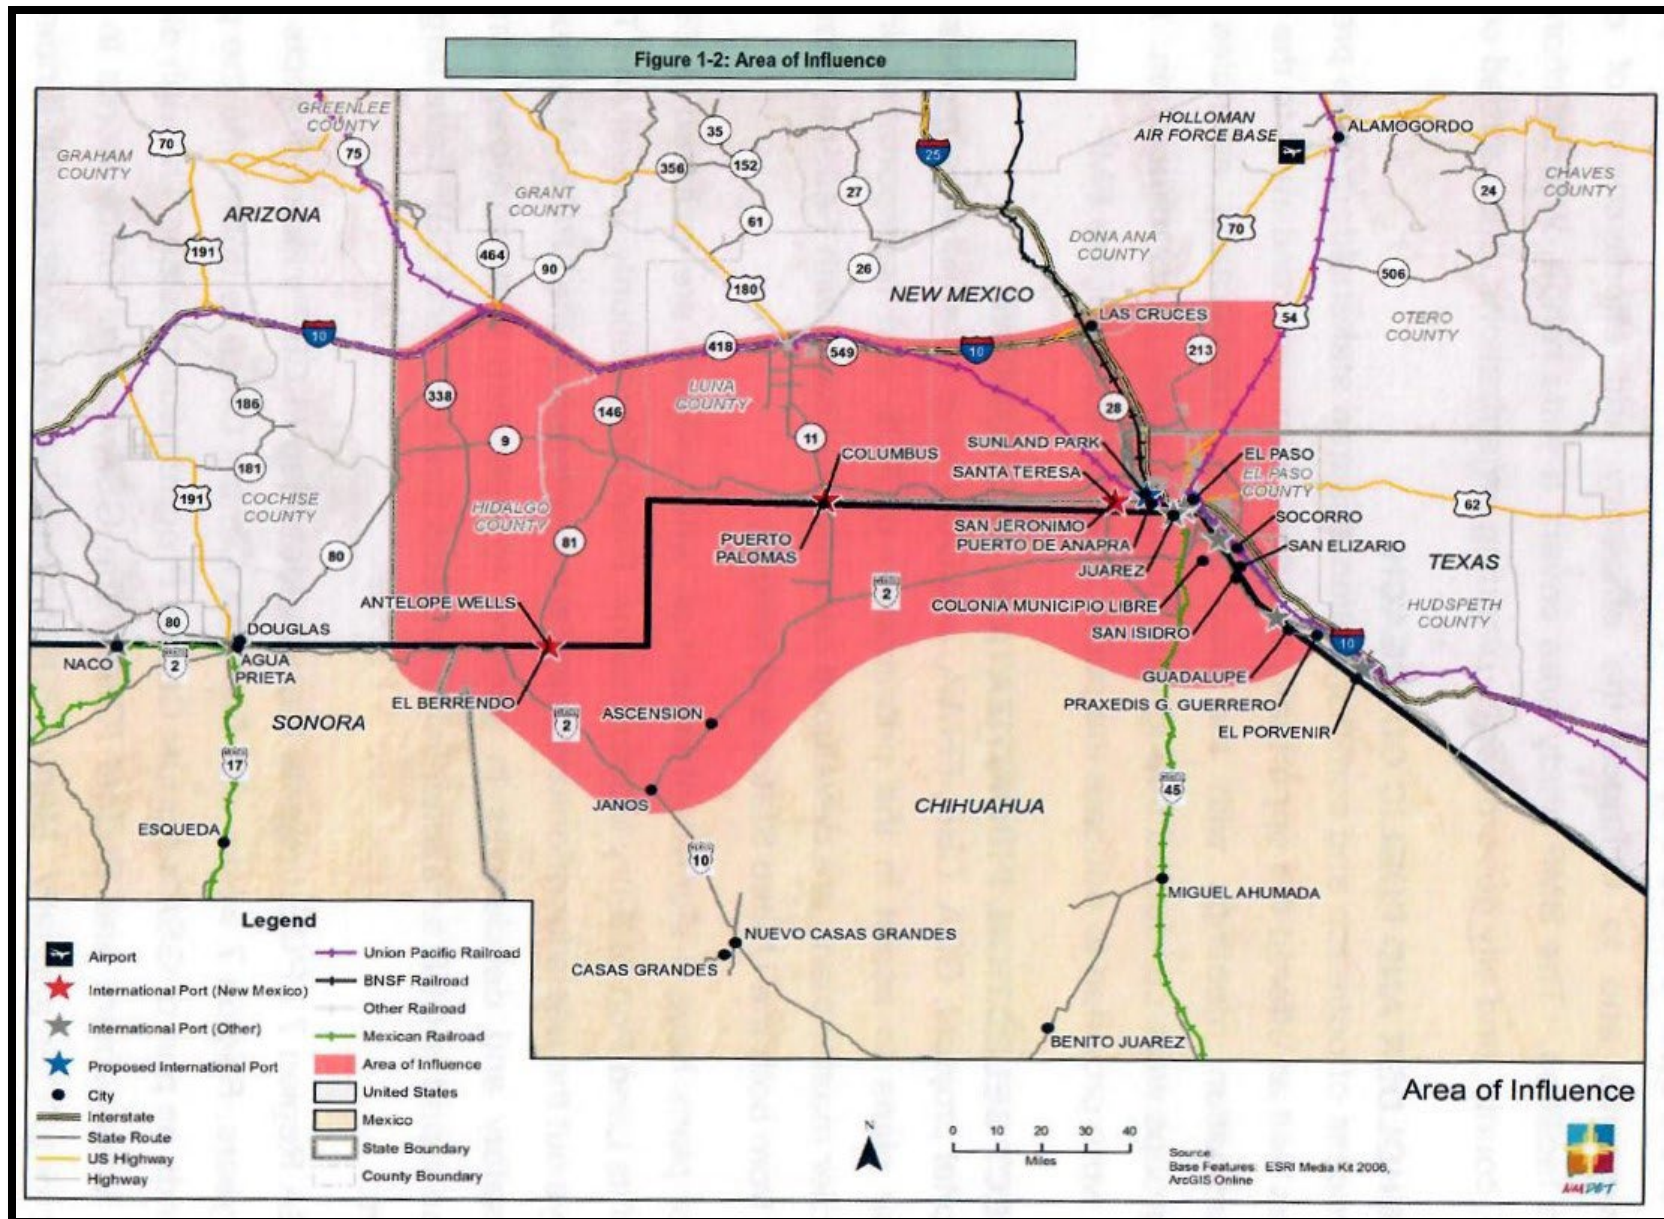 Figure 1-2: Area of Influence
GREENLEE
COUNTY
GRAHAM
COUNTY
70
75
ARIZONA
191
GRANT
COUNTY
35
152
356
27
61
464
90
180
26
25
NEW MEXICO
HOLLOMAN
AIR FORCE BASE
ALAMOGORDO
CHAVES
COUNTY
24
70
DONA ANA
COUNTY
506
OTERO
COUNTY
54
LAS CRUCES
213
10
418
549
10
LUNA
COUNTY
338
146
28
186
9
11
181
191
COCHISE
COUNTY
HIDALGO
COUNTY
81
80
COLUMBUS
SUNLAND PARK
SANTA TERESA
EL PASO
EL PASO
COUNTY
62
SOCORRO
SAN ELIZARIO
TEXAS
HUDSPETH
COUNTY
PUERTO
PALOMAS
SAN JERONIMO
PUERTO DE ANAPRA
JUAREZ
2
COLONIA MUNICIPIO LIBRE
SAN ISIDRO
10
ANTELOPE WELLS
80
DOUGLAS
NACO
2
AGUA
PRIETA
EL BERRENDO
GUADALUPE
PRAXEDIS G. GUERRERO
EL PORVENIR
SONORA
2
ASCENSION
17
JANOS
CHIHUAHUA
45
ESQUEDA
10
MIGUEL AHUMADA
NUEVO CASAS GRANDES
CASAS GRANDES
BENITO JUAREZ
Legend
Airport
International Port (New Mexico)
International Port (Other)
Proposed International Port
City
Interstate
State Route
US Highway
Highway
Union Pacific Railroad
BNSF Railroad
Other Railroad
Mexican Railroad
Area of Influence
United States
Mexico
State Boundary
County Boundary
Area of Influence
N
0 10 20 30 40
Miles
Source
Base Features: ESRI Media Kit 2006,
ArcGIS Online
NMDOT